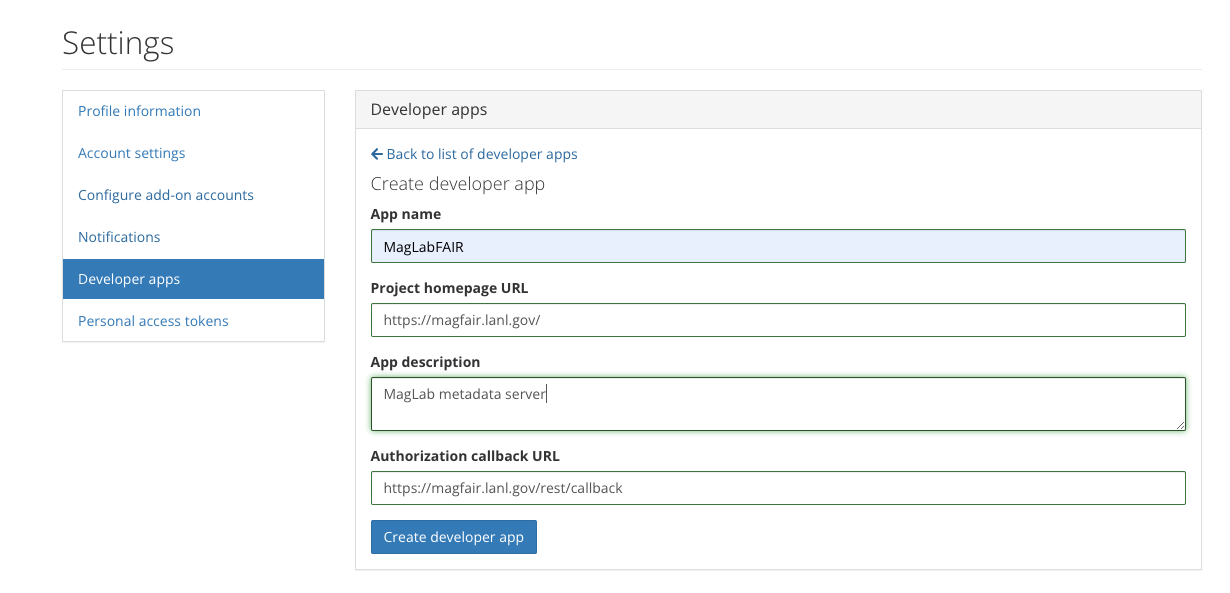 Settings
Profile information
Account settings
Configure add-on accounts
Notifications
Developer apps
Personal access tokens
Developer apps
Back to list of developer apps
Create developer app
App name
MagLabFAIR
Project homepage URL
https://magfair.lanl.gov/
App description
MagLab metadata server
Authorization callback URL
https://magfair.lanl.gov/rest/callback
Create developer app